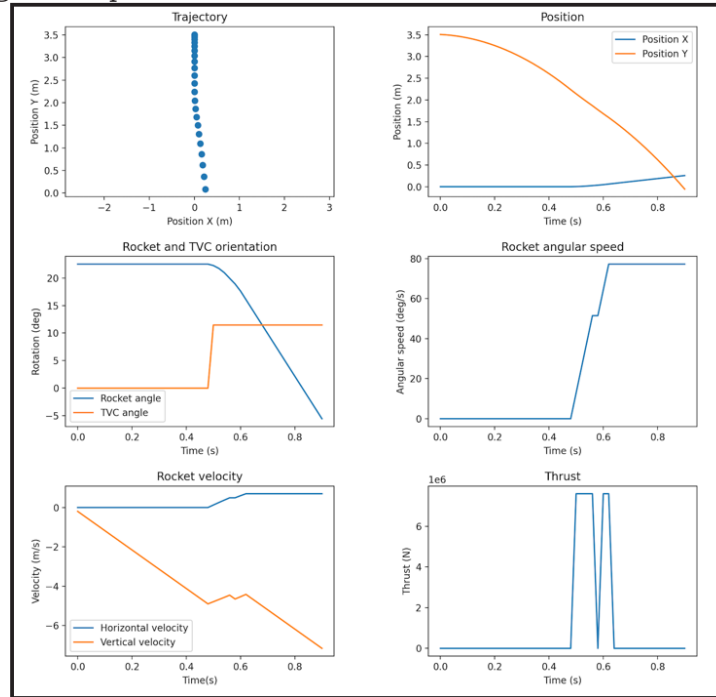 Trajectory
3.5
3.0
2.5
2.0
1.5
1.0
0.5
0.0
Position Y (m)
−2
−1
0
1
2
3
Position X (m)
Position
Position X
Position Y
3.5
3.0
2.5
2.0
1.5
1.0
0.5
0.0
Position (m)
0.0
0.2
0.4
0.6
0.8
Time (s)
Rocket and TVC orientation
20
15
10
5
0
−5
Rotation (deg)
Rocket angle
TVC angle
0.0
0.2
0.4
0.6
0.8
Time (s)
Rocket angular speed
80
60
40
20
0
Angular speed (deg/s)
0.0
0.2
0.4
0.6
0.8
Time (s)
Rocket velocity
0
−2
−4
−6
Velocity (m/s)
Horizontal velocity
Vertical velocity
0.0
0.2
0.4
0.6
0.8
Time(s)
Thrust
1e6
6
4
2
0
Thrust (N)
0.0
0.2
0.4
0.6
0.8
Time (s)